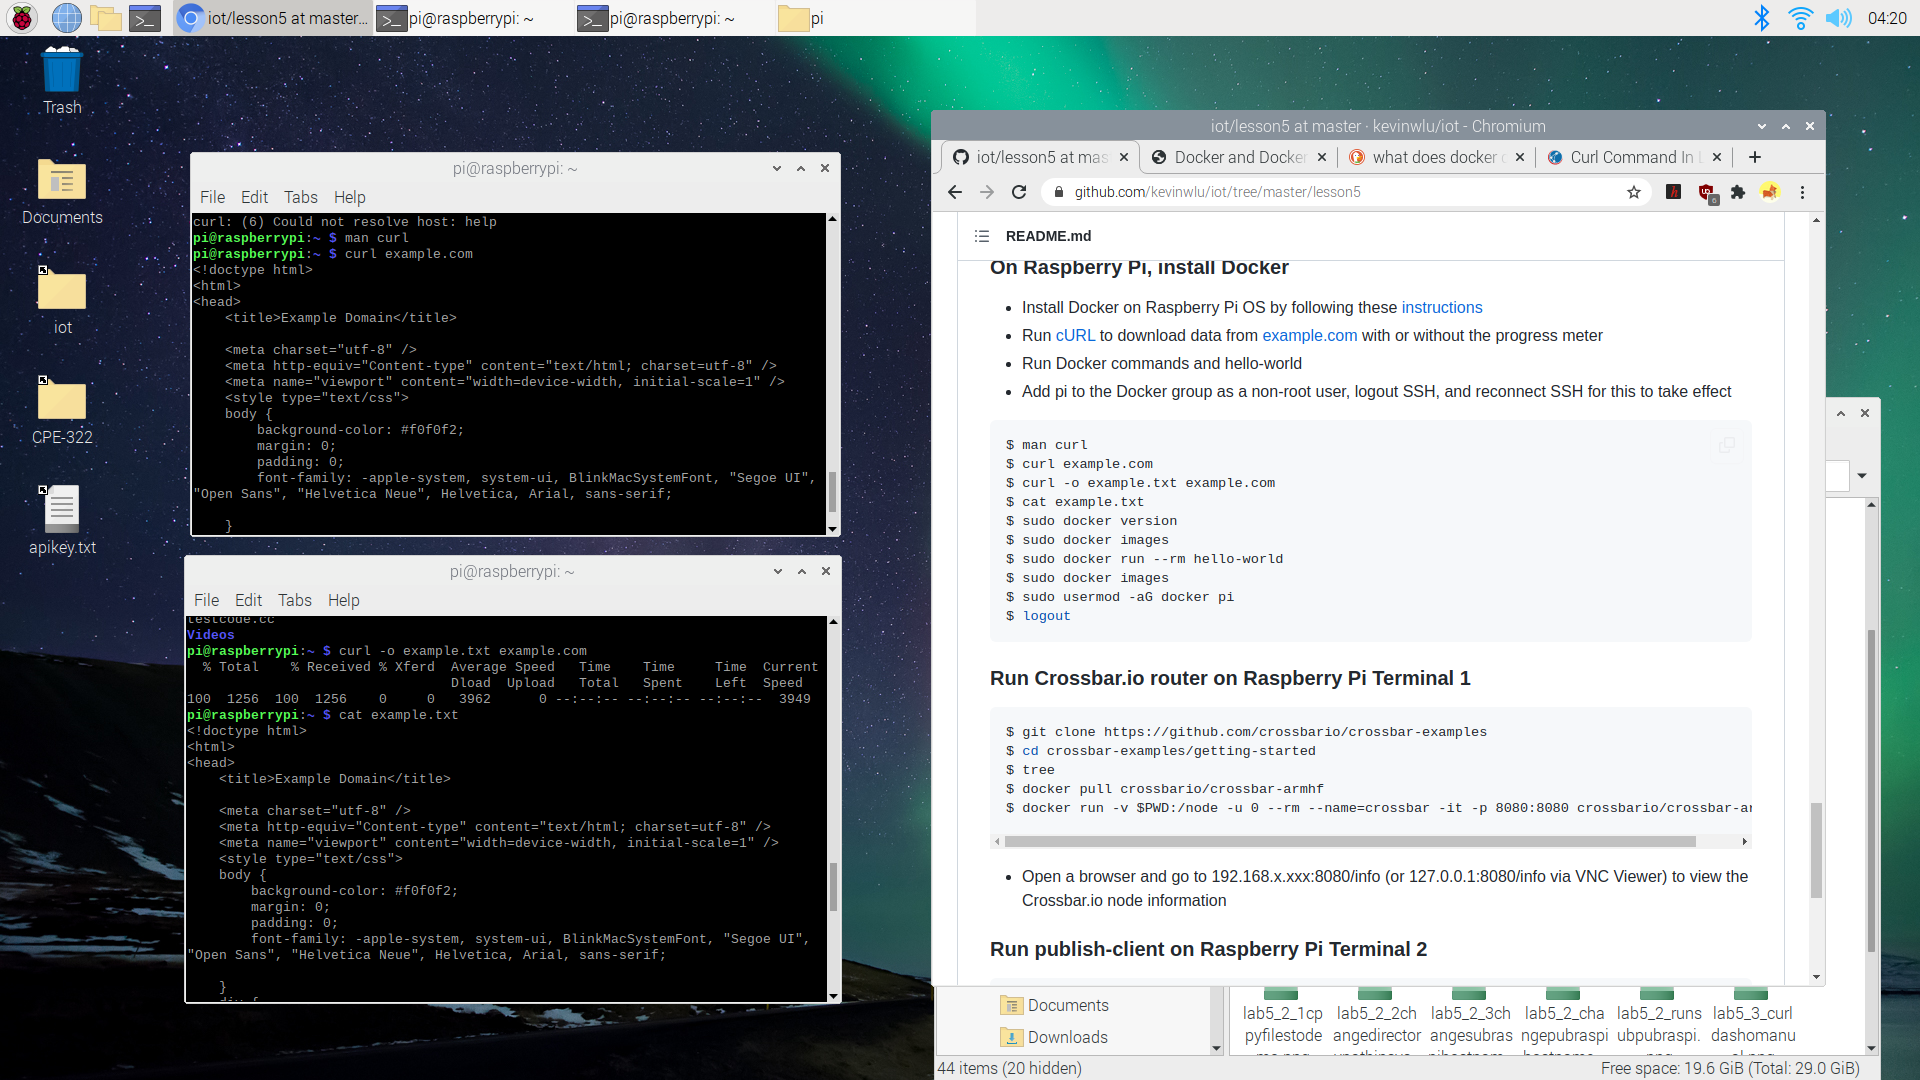 iot/lesson5 at master...
pi@raspberrypi: ~
pi@raspberrypi: ~
pi
04:20
Trash
Documents
iot
CPE-322
apikey.txt
pi@raspberrypi: ~
File Edit Tabs Help
curl: (6) Could not resolve host: help
pi@raspberrypi:~ $ man curl
pi@raspberrypi:~ $ curl example.com
<!doctype html>
<html>
<head>
    <title>Example Domain</title>
    <meta charset="utf-8" />
    <meta http-equiv="Content-type" content="text/html; charset=utf-8" />
    <meta name="viewport" content="width=device-width, initial-scale=1" />
    <style type="text/css">
    body {
        background-color: #f0f0f2;
        margin: 0;
        padding: 0;
        font-family: -apple-system, system-ui, BlinkMacSystemFont, "Segoe UI",
"Open Sans", "Helvetica Neue", Helvetica, Arial, sans-serif;
    }
pi@raspberrypi: ~
File Edit Tabs Help
testcode.cc
Videos
pi@raspberrypi:~ $ curl -o example.txt example.com
  % Total    % Received % Xferd  Average Speed   Time    Time     Time  Current
                                 Dload  Upload   Total   Spent    Left  Speed
100  1256  100  1256    0     0   3962      0 --:--:-- --:--:-- --:--:--  3949
pi@raspberrypi:~ $ cat example.txt
<!doctype html>
<html>
<head>
    <title>Example Domain</title>
    <meta charset="utf-8" />
    <meta http-equiv="Content-type" content="text/html; charset=utf-8" />
    <meta name="viewport" content="width=device-width, initial-scale=1" />
    <style type="text/css">
    body {
        background-color: #f0f0f2;
        margin: 0;
        padding: 0;
        font-family: -apple-system, system-ui, BlinkMacSystemFont, "Segoe UI",
"Open Sans", "Helvetica Neue", Helvetica, Arial, sans-serif;
    }
    div {
iot/lesson5 at master · kevinwlu/iot - Chromium
iot/lesson5 at mas
Docker and Docker
what does docker
Curl Command In
github.com/kevinwlu/iot/tree/master/lesson5
6
README.md
On Raspberry Pi, install Docker
• Install Docker on Raspberry Pi OS by following these instructions
• Run cURL to download data from example.com with or without the progress meter
• Run Docker commands and hello-world
• Add pi to the Docker group as a non-root user, logout SSH, and reconnect SSH for this to take effect
$ man curl
$ curl example.com
$ curl -o example.txt example.com
$ cat example.txt
$ sudo docker version
$ sudo docker images
$ sudo docker run --rm hello-world
$ sudo docker images
$ sudo usermod -aG docker pi
$ logout
Run Crossbar.io router on Raspberry Pi Terminal 1
$ git clone https://github.com/crossbario/crossbar-examples
$ cd crossbar-examples/getting-started
$ tree
$ docker pull crossbario/crossbar-armhf
$ docker run -v $PWD:/node -u 0 --rm --name=crossbar -it -p 8080:8080 crossbario/crossbar-ar
• Open a browser and go to 192.168.x.xxx:8080/info (or 127.0.0.1:8080/info via VNC Viewer) to view the
Crossbar.io node information
Run publish-client on Raspberry Pi Terminal 2
Documents
Downloads
lab5_2_1cp lab5_2_2ch lab5_2_3ch lab5_2_cha lab5_2_runs lab5_3_curl
pyfilestode angedirector angesubras ngepubraspi ubpubraspi. dashomanu
44 items (20 hidden)
Free space: 19.6 GiB (Total: 29.0 GiB)